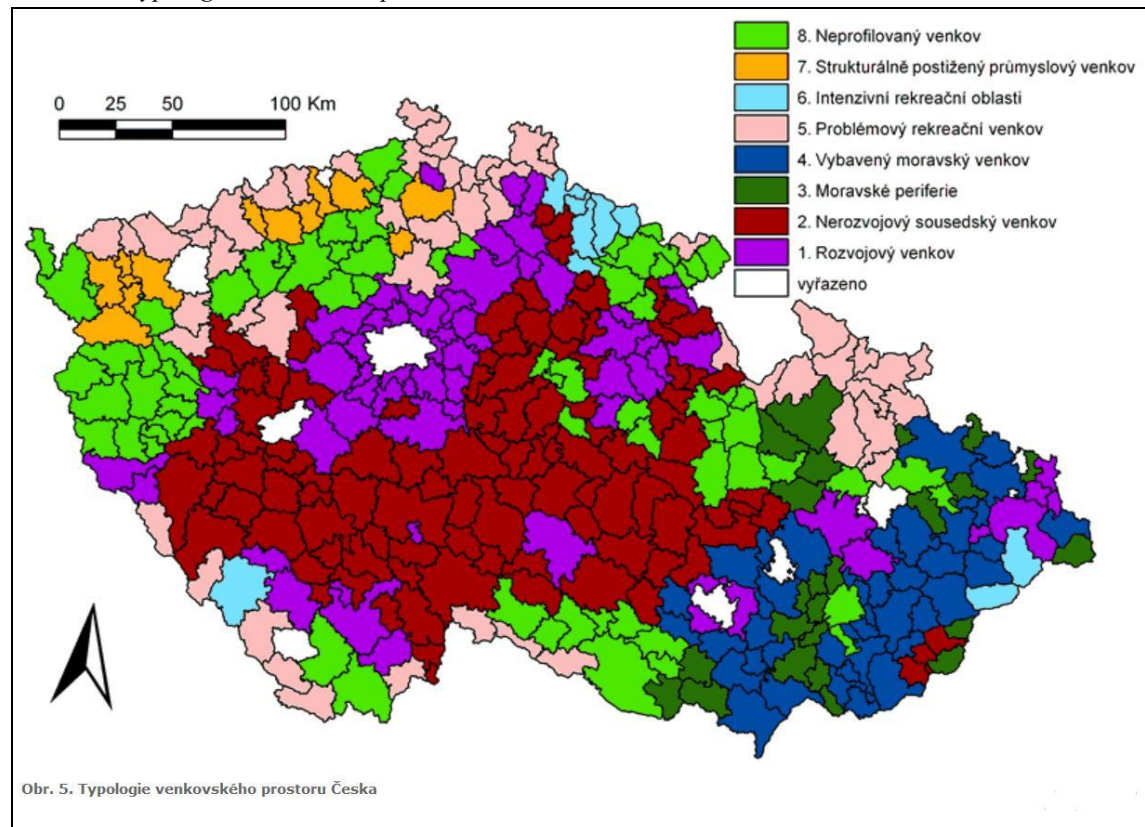 8. Neprofilovaný venkov
7. Strukturálně postižený průmyslový venkov
6. Intenzivní rekreační oblasti
5. Problémový rekreační venkov
4. Vybavený moravský venkov
3. Moravské periferie
2. Nerozvojový sousedský venkov
1. Rozvojový venkov
vyřazeno
0 25 50 100 Km
Obr. 5. Typologie venkovského prostoru Česka